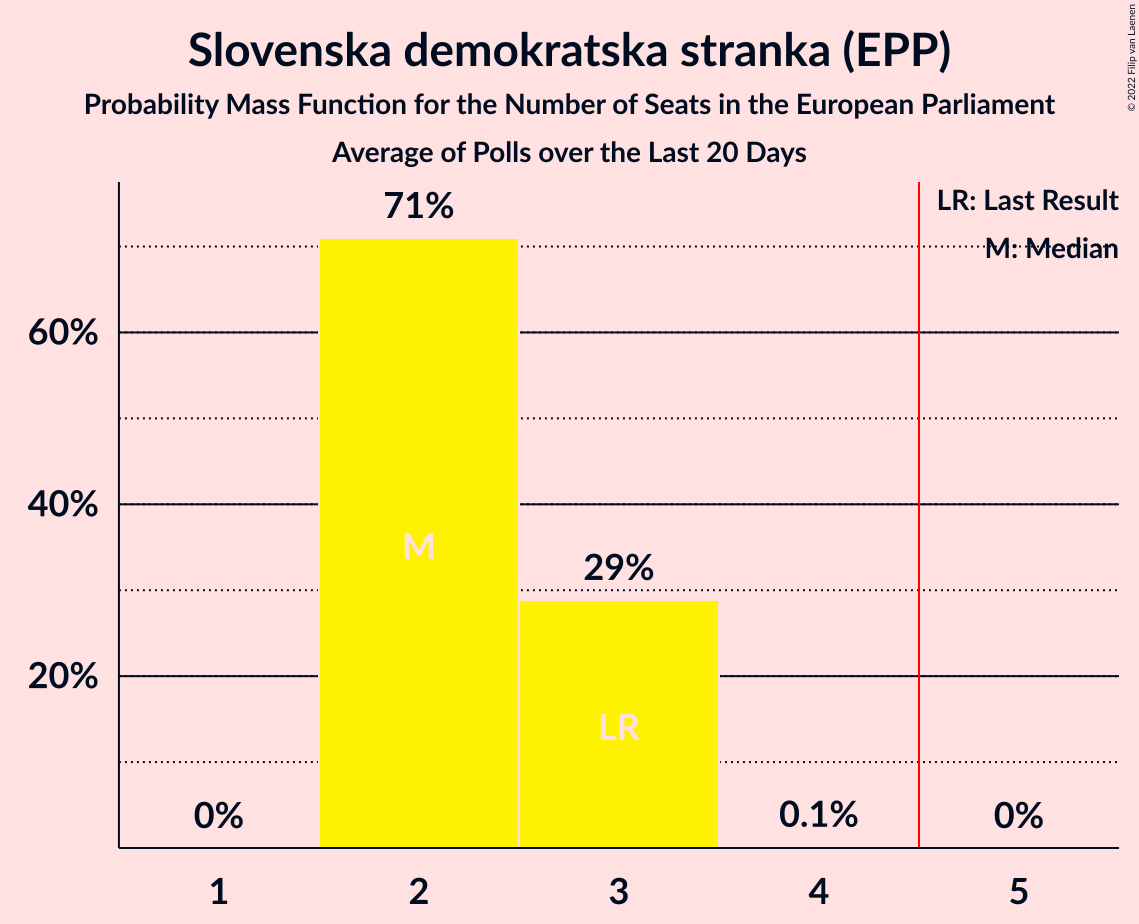 Slovenska demokratska stranka (EPP)
Probability Mass Function for the Number of Seats in the European Parliament
Average of Polls over the Last 20 Days
© 2022 Filip van Laenen
LR: Last Result
M: Median
71%
60%
M
40%
29%
20%
LR
0%
0.1%
0%
1
2
3
4
5